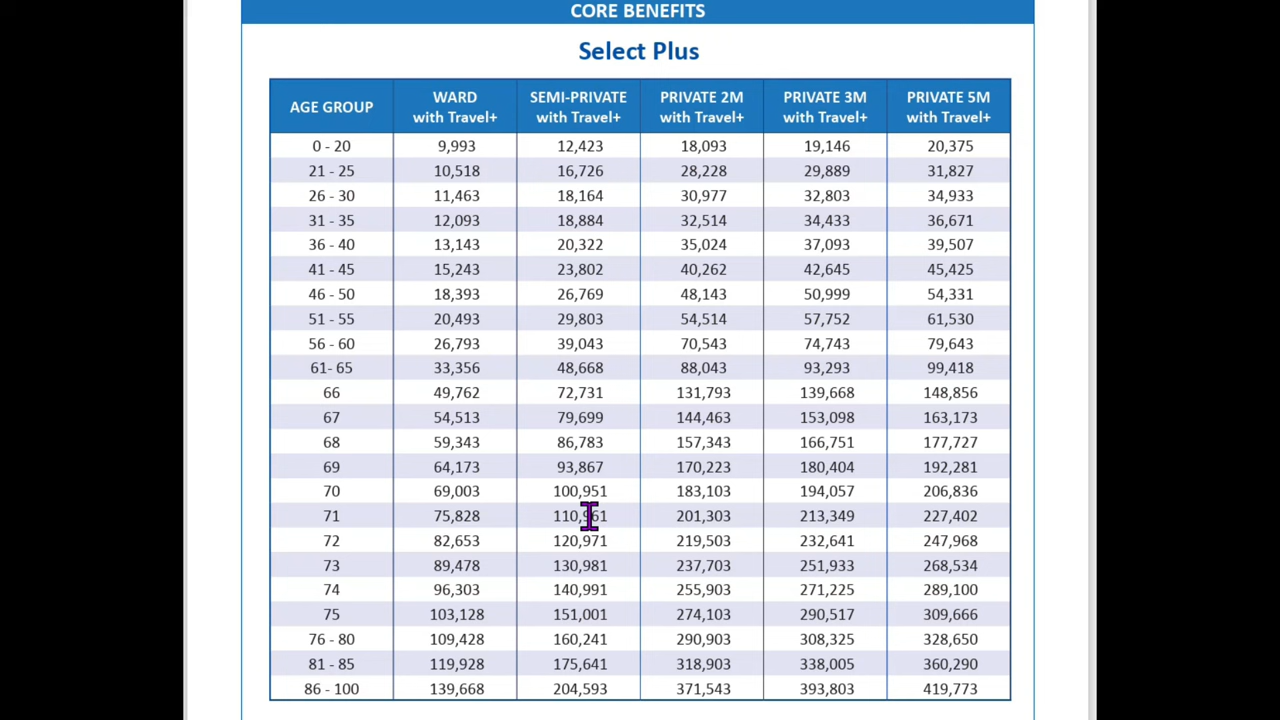 CORE BENEFITS
Select Plus
AGE GROUP WARD with Travel+ SEMI-PRIVATE with Travel+ PRIVATE 2M with Travel+ PRIVATE 3M with Travel+ PRIVATE 5M with Travel+
0 - 20 9,993 12,423 18,093 19,146 20,375
21 - 25 10,518 16,726 28,228 29,889 31,827
26 - 30 11,463 18,164 30,977 32,803 34,933
31 - 35 12,093 18,884 32,514 34,433 36,671
36 - 40 13,143 20,322 35,024 37,093 39,507
41 - 45 15,243 23,802 40,262 42,645 45,425
46 - 50 18,393 26,769 48,143 50,999 54,331
51 - 55 20,493 29,803 54,514 57,752 61,530
56 - 60 26,793 39,043 70,543 74,743 79,643
61- 65 33,356 48,668 88,043 93,293 99,418
66 49,762 72,731 131,793 139,668 148,856
67 54,513 79,699 144,463 153,098 163,173
68 59,343 86,783 157,343 166,751 177,727
69 64,173 93,867 170,223 180,404 192,281
70 69,003 100,951 183,103 194,057 206,836
71 75,828 110,961 201,303 213,349 227,402
72 82,653 120,971 219,503 232,641 247,968
73 89,478 130,981 237,703 251,933 268,534
74 96,303 140,991 255,903 271,225 289,100
75 103,128 151,001 274,103 290,517 309,666
76 - 80 109,428 160,241 290,903 308,325 328,650
81 - 85 119,928 175,641 318,903 338,005 360,290
86 - 100 139,668 204,593 371,543 393,803 419,773